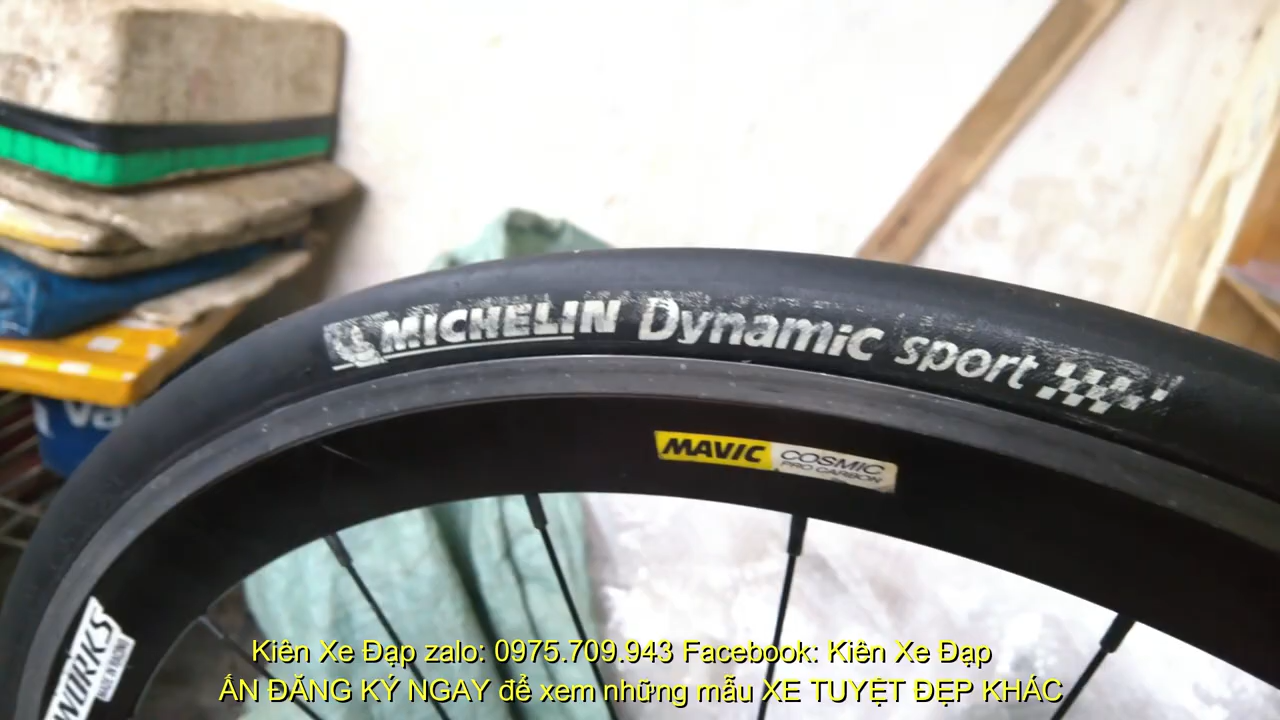 MICHELIN Dynamic sport
MAVIC COSMIC
PRO CARBON
WORKS
Kiên Xe Đạp zalo: 0975.709.943 Facebook: Kiên Xe Đạp
ẤN ĐĂNG KÝ NGAY để xem những mẫu XE TUYỆT ĐẸP KHÁC